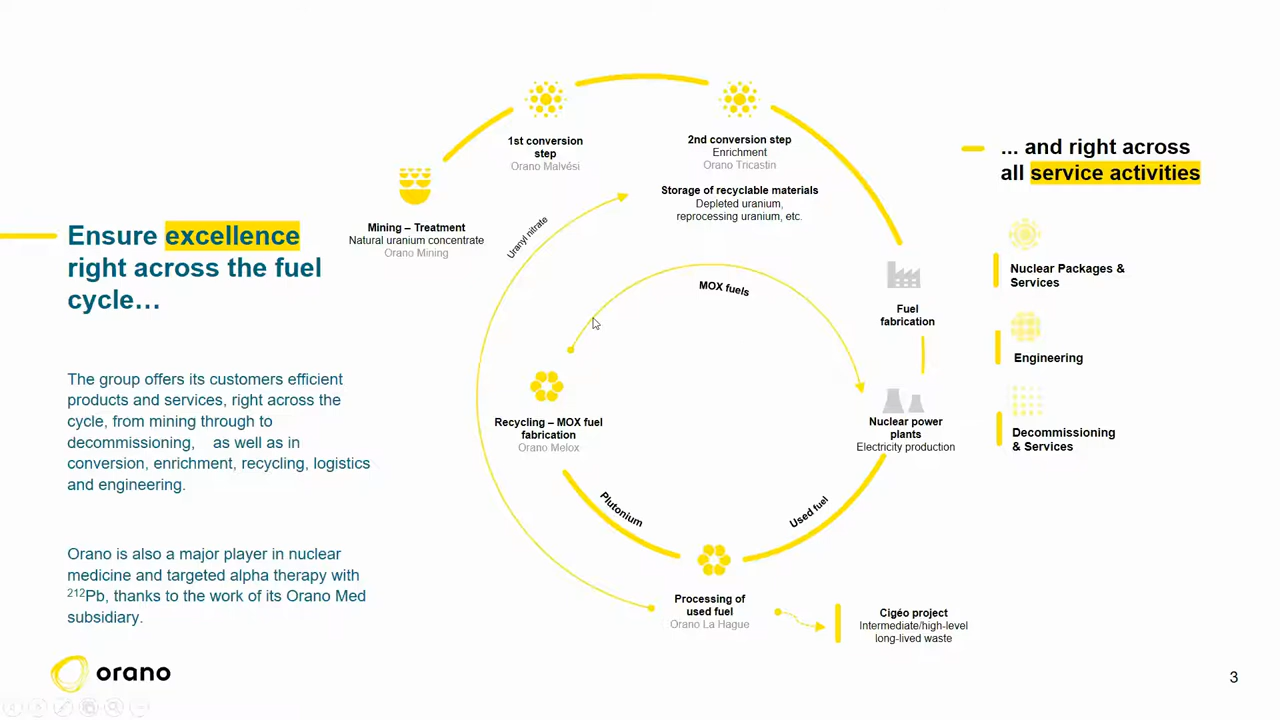 Ensure excellence
right across the fuel
cycle…
The group offers its customers efficient
products and services, right across the
cycle, from mining through to
decommissioning, as well as in
conversion, enrichment, recycling, logistics
and engineering.
Orano is also a major player in nuclear
medicine and targeted alpha therapy with
²¹²Pb, thanks to the work of its Orano Med
subsidiary.
orano
Mining – Treatment
Natural uranium concentrate
Orano Mining
1st conversion
step
Orano Malvési
2nd conversion step
Enrichment
Orano Tricastin
Storage of recyclable materials
Depleted uranium,
reprocessing uranium, etc.
Uranyl nitrate
MOX fuels
Fuel
fabrication
Nuclear power
plants
Electricity production
Recycling – MOX fuel
fabrication
Orano Melox
Plutonium
Used fuel
Processing of
used fuel
Orano La Hague
Cigéo project
Intermediate/high-level
long-lived waste
... and right across
all service activities
Nuclear Packages &
Services
Engineering
Decommissioning
& Services
3